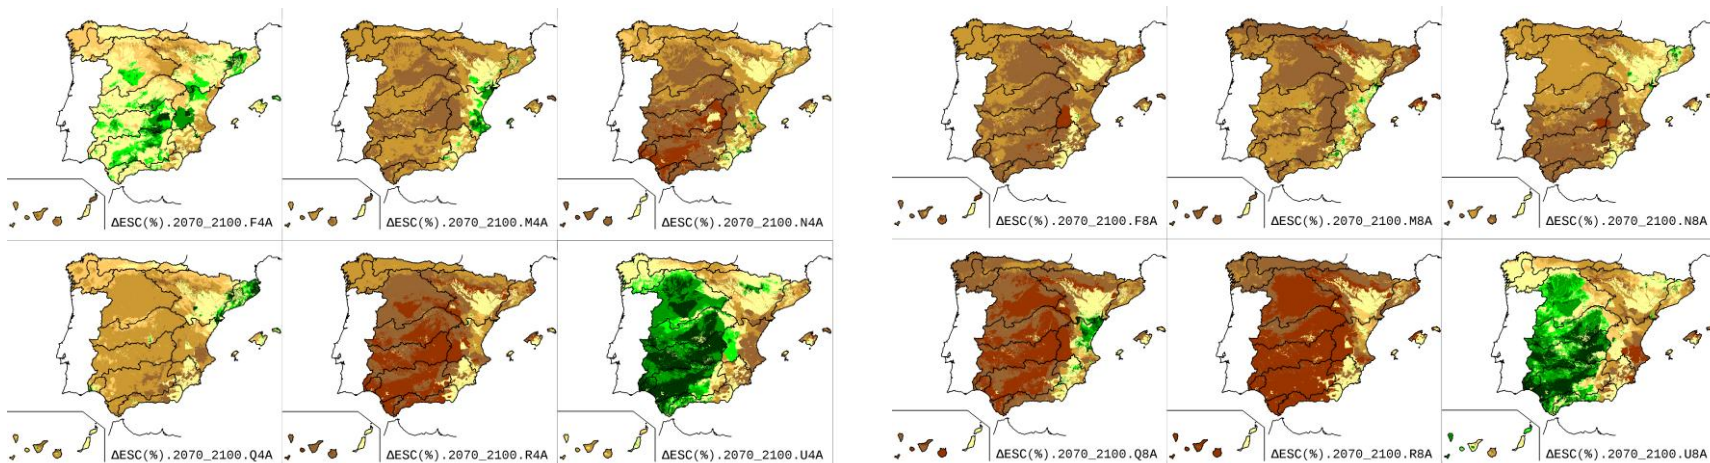 ΔESC(%).2070_2100.F4A
ΔESC(%).2070_2100.M4A
ΔESC(%).2070_2100.N4A
ΔESC(%).2070_2100.F8A
ΔESC(%).2070_2100.M8A
ΔESC(%).2070_2100.N8A
ΔESC(%).2070_2100.Q4A
ΔESC(%).2070_2100.R4A
ΔESC(%).2070_2100.U4A
ΔESC(%).2070_2100.Q8A
ΔESC(%).2070_2100.R8A
ΔESC(%).2070_2100.U8A